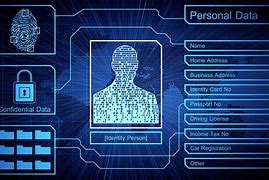 Personal Data
Name
Home Address
Business Address
Identity Card No
Passport No
Driving License
Income Tax No
Car Registration
Other
Confidential Data
[Identify Person]